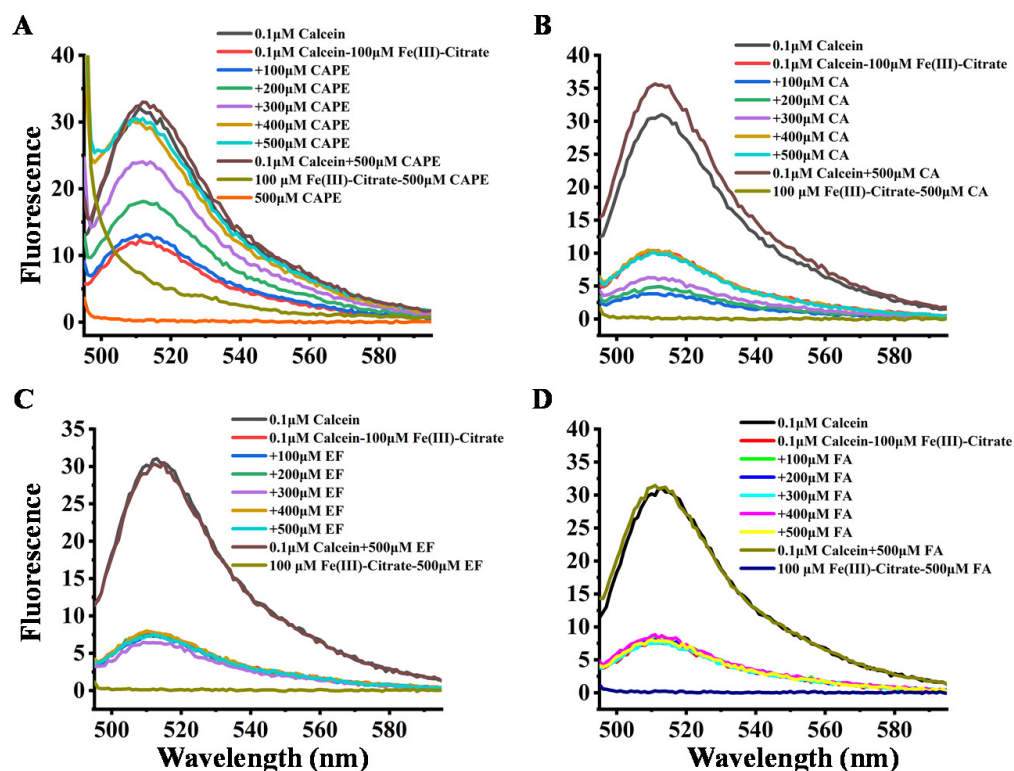 A
0.1μM Calcein
0.1μM Calcein-100μM Fe(III)-Citrate
+100μM CAPE
+200μM CAPE
+300μM CAPE
+400μM CAPE
+500μM CAPE
0.1μM Calcein+500μM CAPE
100 μM Fe(III)-Citrate-500μM CAPE
500μM CAPE
Fluorescence
40
30
20
10
0
500 520 540 560 580
B
0.1μM Calcein
0.1μM Calcein-100μM Fe(III)-Citrate
+100μM CA
+200μM CA
+300μM CA
+400μM CA
+500μM CA
0.1μM Calcein+500μM CA
100 μM Fe(III)-Citrate-500μM CA
40
35
30
25
20
15
10
5
0
500 520 540 560 580
C
0.1μM Calcein
0.1μM Calcein-100μM Fe(III)-Citrate
+100μM EF
+200μM EF
+300μM EF
+400μM EF
+500μM EF
0.1μM Calcein+500μM EF
100 μM Fe(III)-Citrate-500μM EF
Fluorescence
35
30
25
20
15
10
5
0
500 520 540 560 580
Wavelength (nm)
D
0.1μM Calcein
0.1μM Calcein-100μM Fe(III)-Citrate
+100μM FA
+200μM FA
+300μM FA
+400μM FA
+500μM FA
0.1μM Calcein+500μM FA
100 μM Fe(III)-Citrate-500μM FA
40
35
30
25
20
15
10
5
0
500 520 540 560 580
Wavelength (nm)